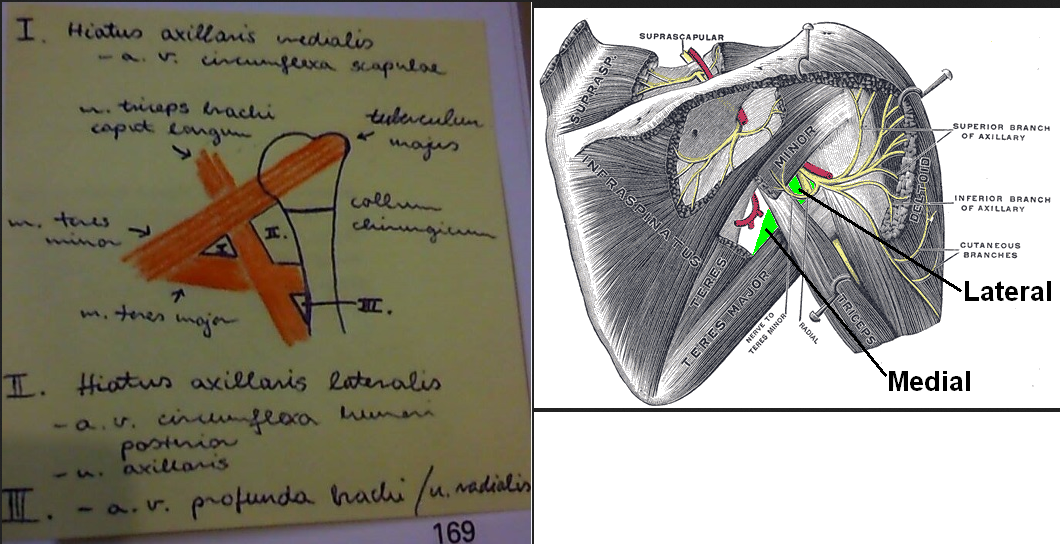 I. Hiatus axillaris medialis
- a. v. circumflexa scapulae
m. triceps brachi
caput longum
tuberculum
majus
m. teres
minor
collum
chirurgicum
I
II.
III.
m. teres major
II. Hiatus axillaris lateralis
- a. v. circumflexa humeri
posterior
- n. axillaris
III. - a. v. profunda brachi / n. radialis
169
SUPRASCAPULAR
SUPRASP.
INFRASPINATUS
TERES
MINOR
TERES MAJOR
NERVE TO
TERES MINOR
RADIAL
TRICEPS
DELTOID
SUPERIOR BRANCH
OF AXILLARY
INFERIOR BRANCH
OF AXILLARY
CUTANEOUS
BRANCHES
Lateral
Medial